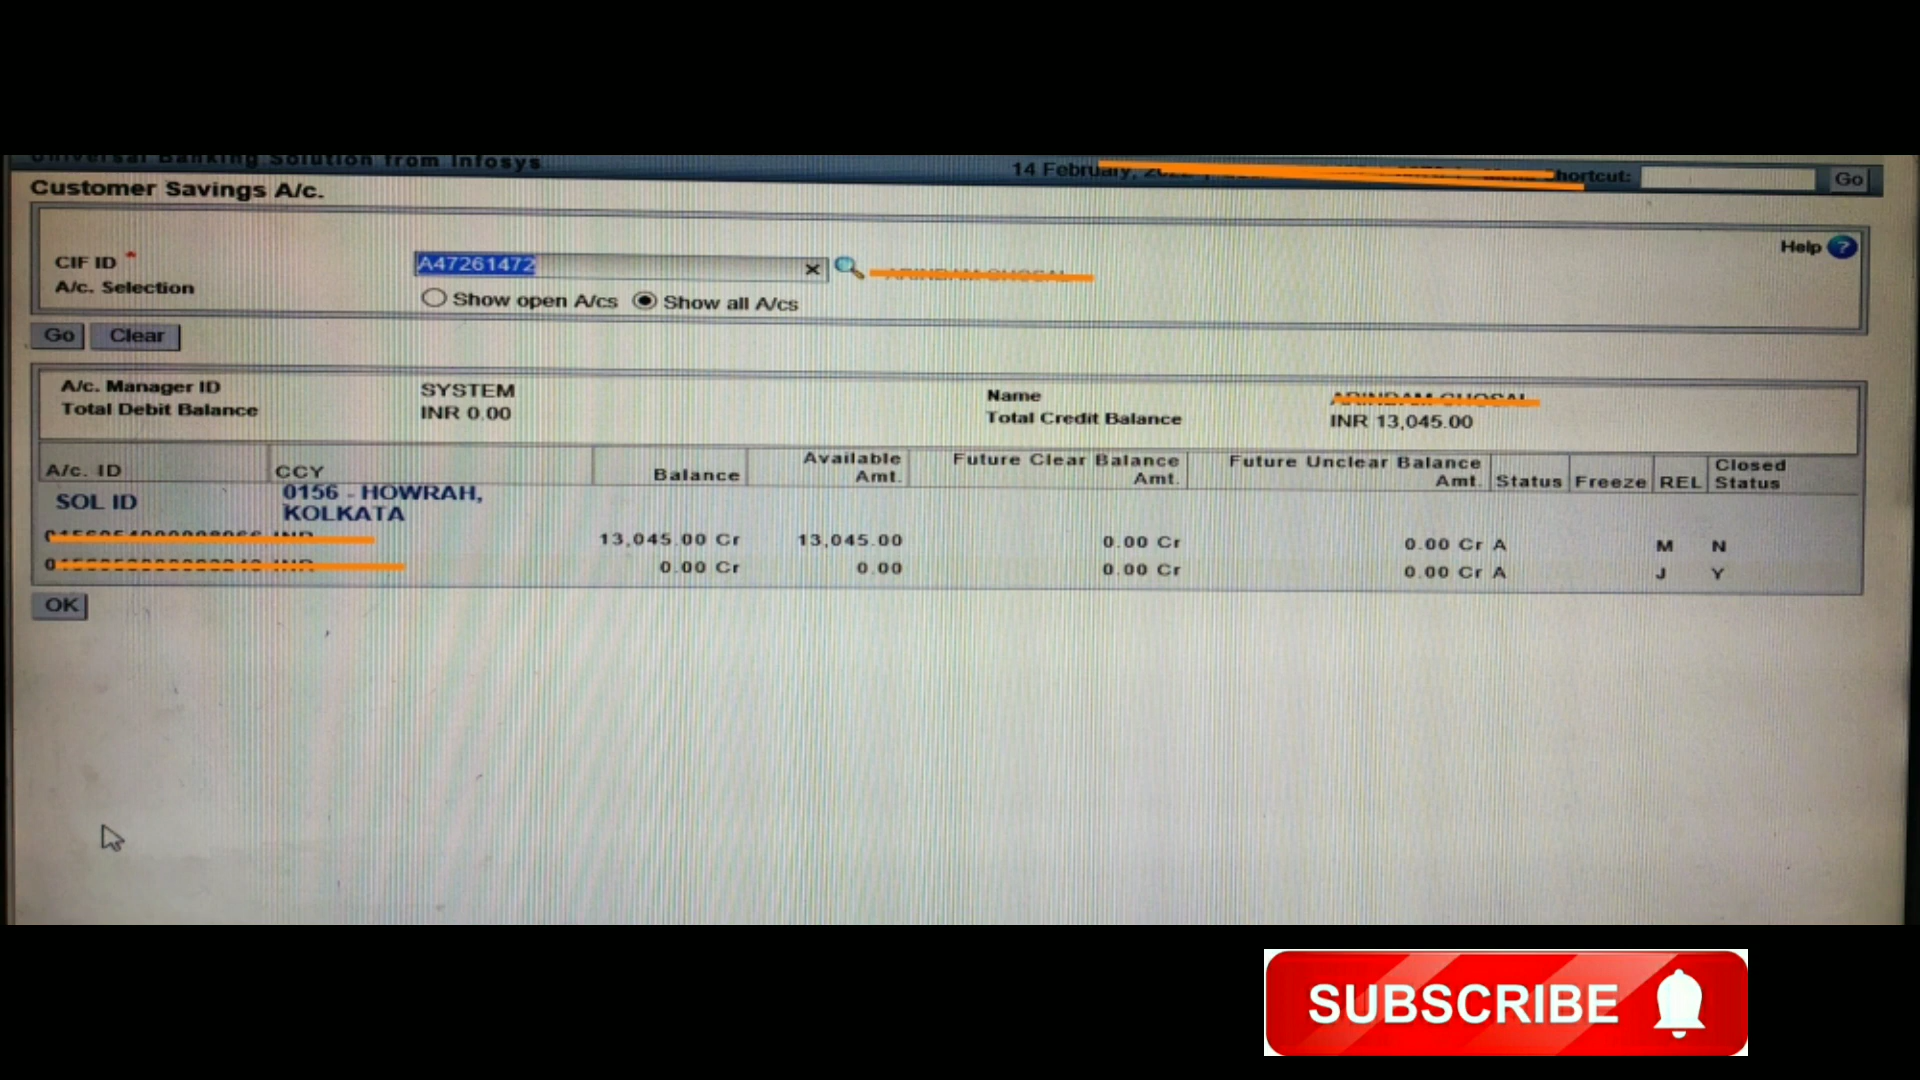 Universal Banking Solution from Infosys
14 February, hortcut: Go
Customer Savings A/c.
Help ?
CIF ID * A47261472
A/c. Selection Show open A/cs Show all A/cs
Go Clear
A/c. Manager ID SYSTEM Name
Total Debit Balance INR 0.00 Total Credit Balance INR 13,045.00
A/c. ID CCY Balance Available Amt. Future Clear Balance Amt. Future Unclear Balance Amt. Status Freeze REL Closed Status
SOL ID 0156 - HOWRAH,
KOLKATA
13,045.00 Cr 13,045.00 0.00 Cr 0.00 Cr A M N
0.00 Cr 0.00 0.00 Cr 0.00 Cr A J Y
OK
SUBSCRIBE